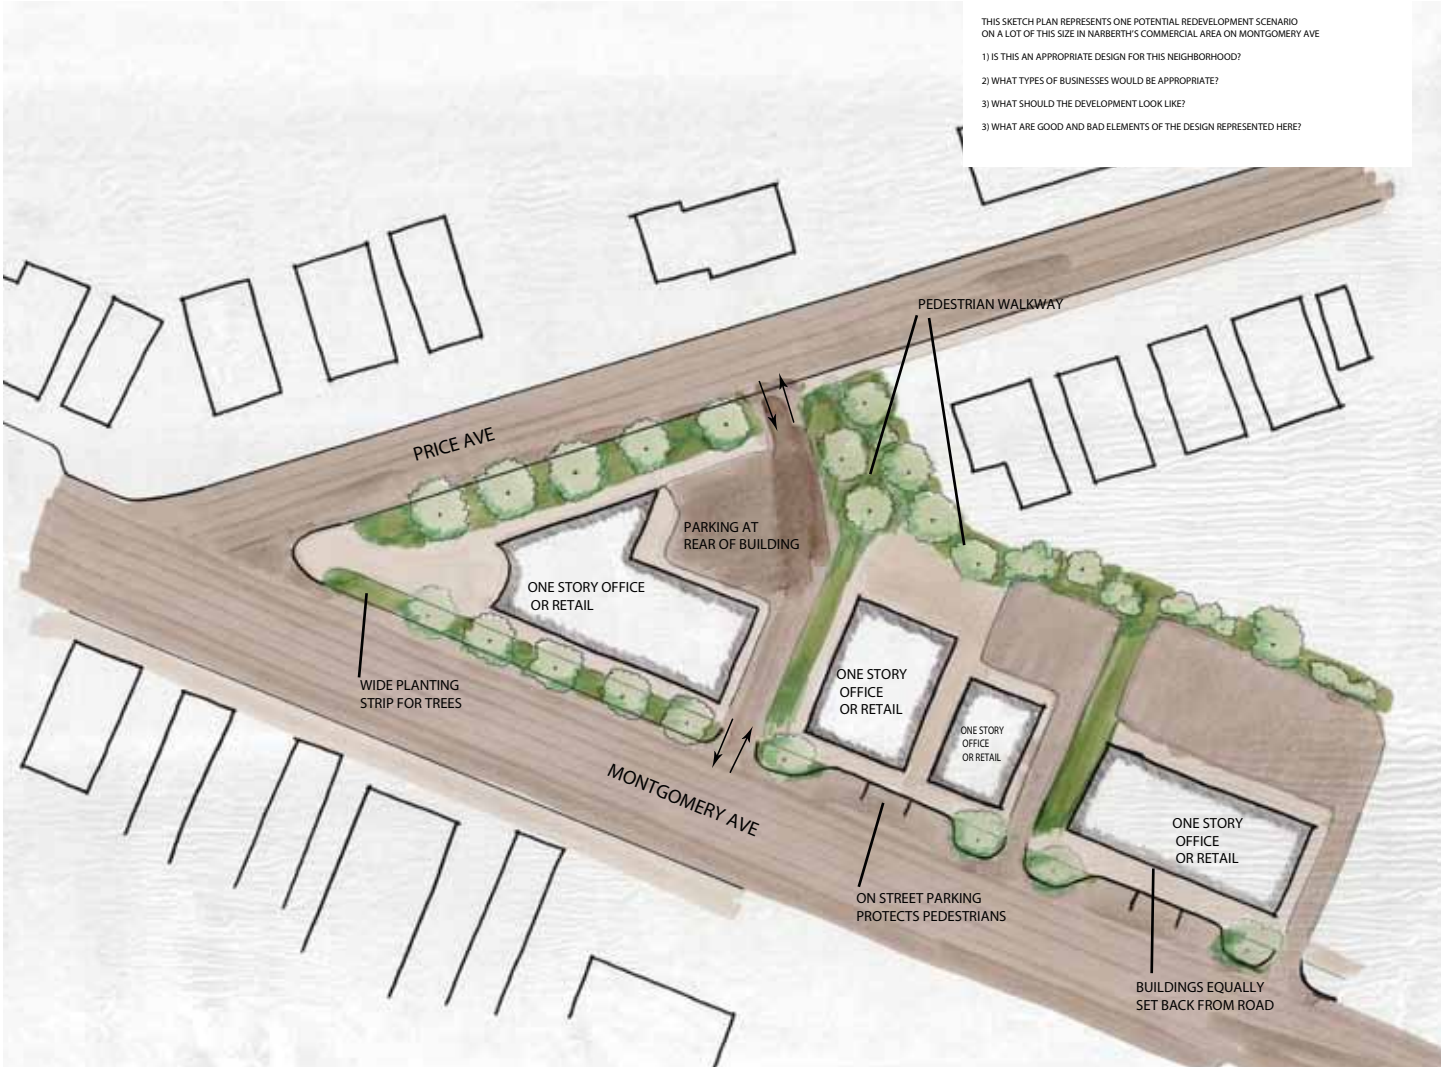 THIS SKETCH PLAN REPRESENTS ONE POTENTIAL REDEVELOPMENT SCENARIO
ON A LOT OF THIS SIZE IN NARBERTH'S COMMERCIAL AREA ON MONTGOMERY AVE
1) IS THIS AN APPROPRIATE DESIGN FOR THIS NEIGHBORHOOD?
2) WHAT TYPES OF BUSINESSES WOULD BE APPROPRIATE?
3) WHAT SHOULD THE DEVELOPMENT LOOK LIKE?
3) WHAT ARE GOOD AND BAD ELEMENTS OF THE DESIGN REPRESENTED HERE?
PEDESTRIAN WALKWAY
PRICE AVE
PARKING AT
REAR OF BUILDING
ONE STORY OFFICE
OR RETAIL
WIDE PLANTING
STRIP FOR TREES
ONE STORY
OFFICE
OR RETAIL
ONE STORY
OFFICE
OR RETAIL
MONTGOMERY AVE
ONE STORY
OFFICE
OR RETAIL
ON STREET PARKING
PROTECTS PEDESTRIANS
BUILDINGS EQUALLY
SET BACK FROM ROAD